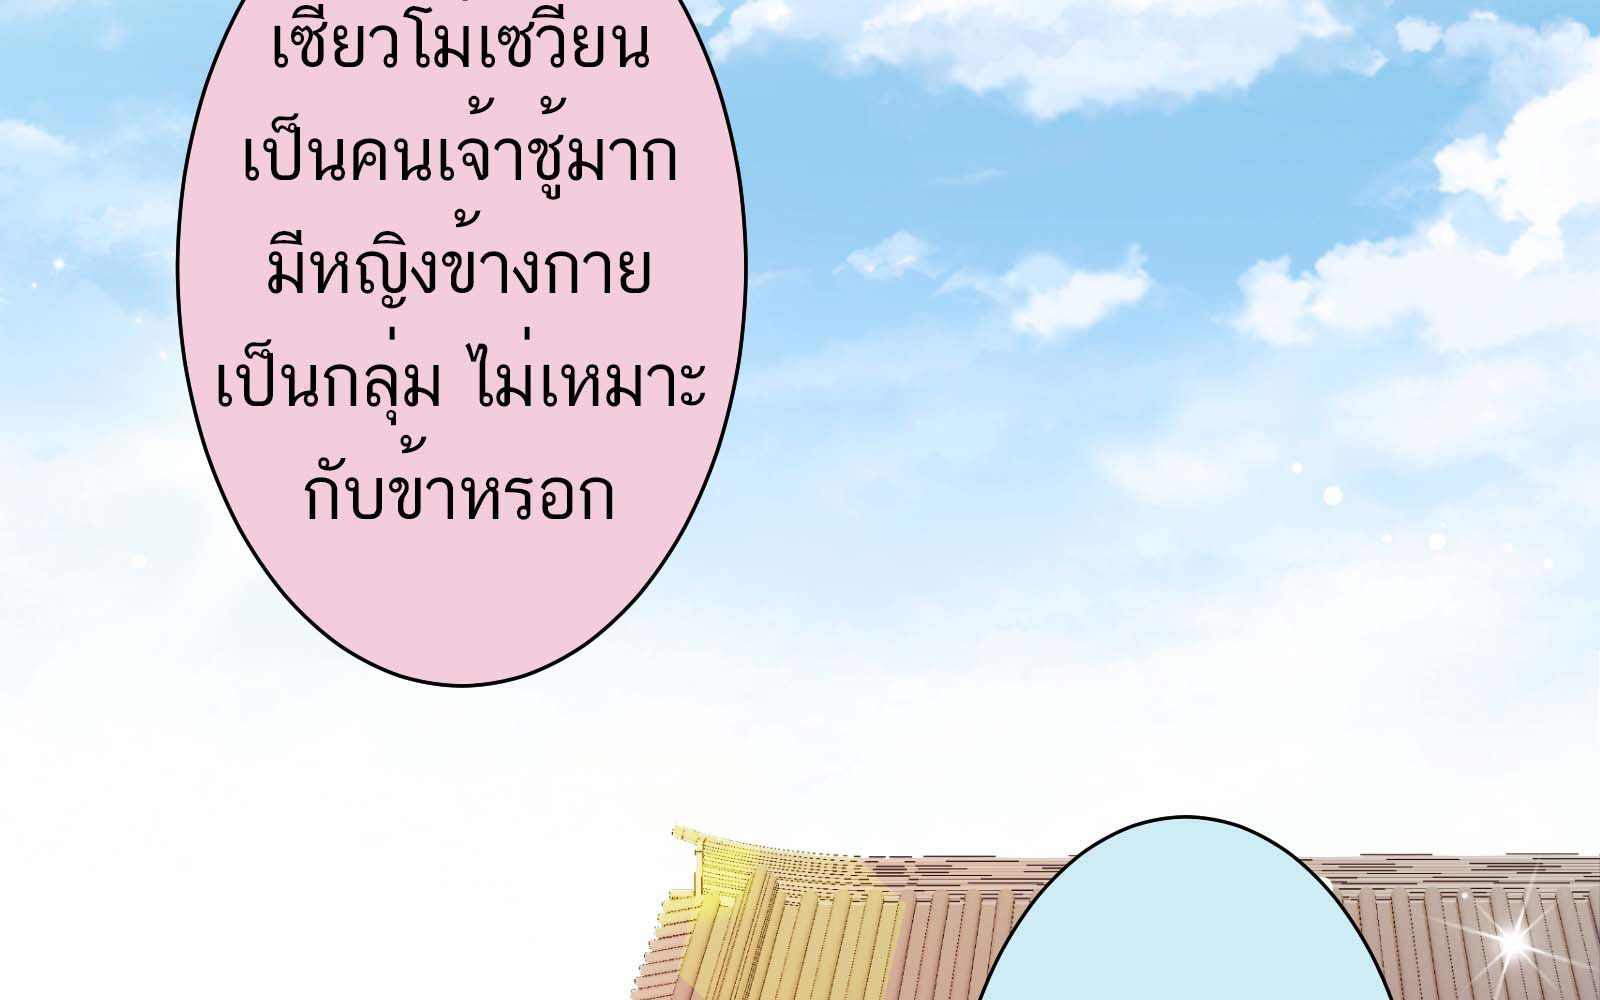 เซียวโม่เซวียน
เป็นคนเจ้าชู้มาก
มีหญิงข้างกาย
เป็นกลุ่ม ไม่เหมาะ
กับข้าหรอก